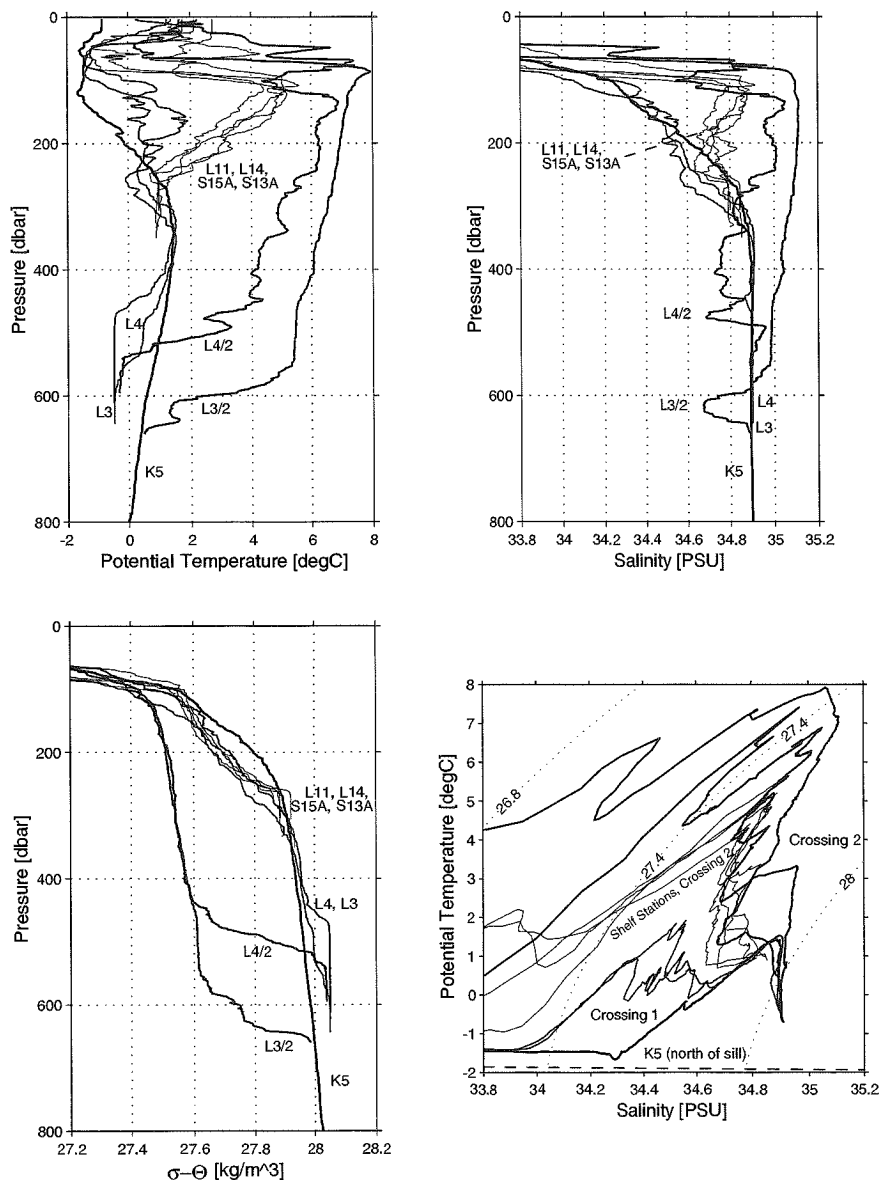 0
200
400
600
800
Pressure [dbar]
L11, L14,
S15A, S13A
L4
L4/2
L3
L3/2
K5
-2 0 2 4 6 8
Potential Temperature [degC]
0
200
400
600
800
Pressure [dbar]
L11, L14,
S15A, S13A
L4/2
L3/2
L4
L3
K5
33.8 34 34.2 34.4 34.6 34.8 35 35.2
Salinity [PSU]
0
200
400
600
800
Pressure [dbar]
L11, L14,
S15A, S13A
L4, L3
L4/2
L3/2
K5
27.2 27.4 27.6 27.8 28 28.2
σ-Θ [kg/m^3]
8
7
6
5
4
3
2
1
0
-1
-2
Potential Temperature [degC]
26.8
27.4
27.4
28
Crossing 2
Shelf Stations, Crossing 2
Crossing 1
K5 (north of sill)
33.8 34 34.2 34.4 34.6 34.8 35 35.2
Salinity [PSU]